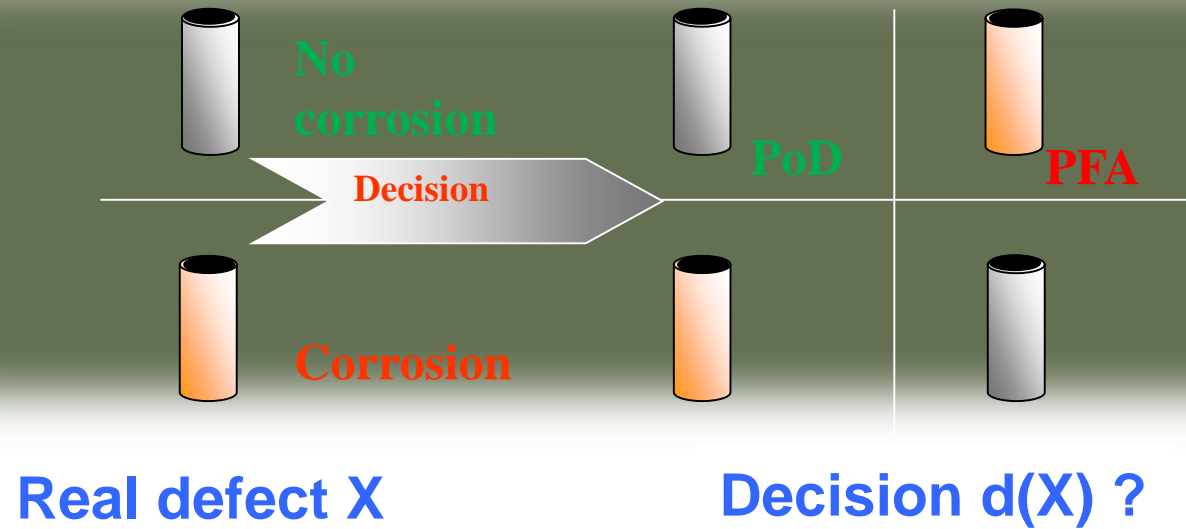 No
corrosion
Decision
PoD
PFA
Corrosion
Real defect X
Decision d(X) ?